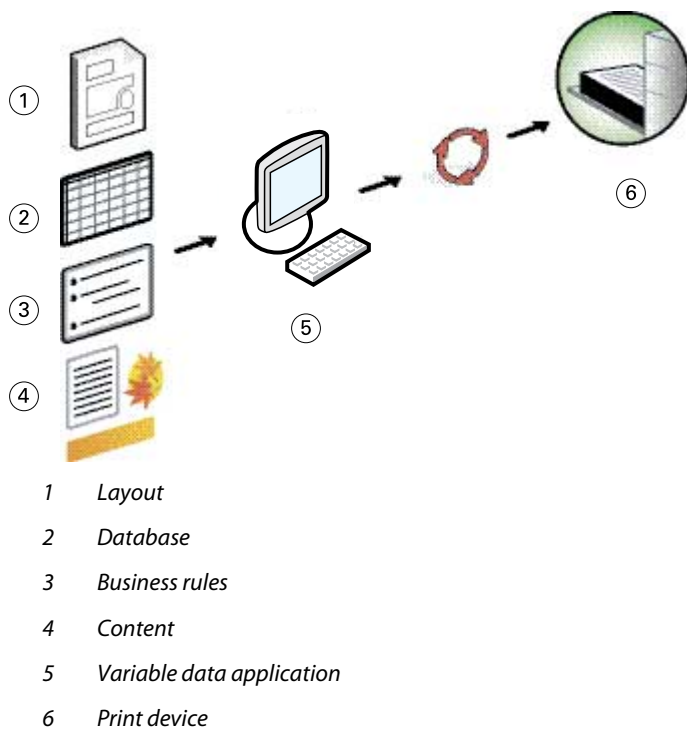 1
2
3
4
5
6
1 Layout
2 Database
3 Business rules
4 Content
5 Variable data application
6 Print device